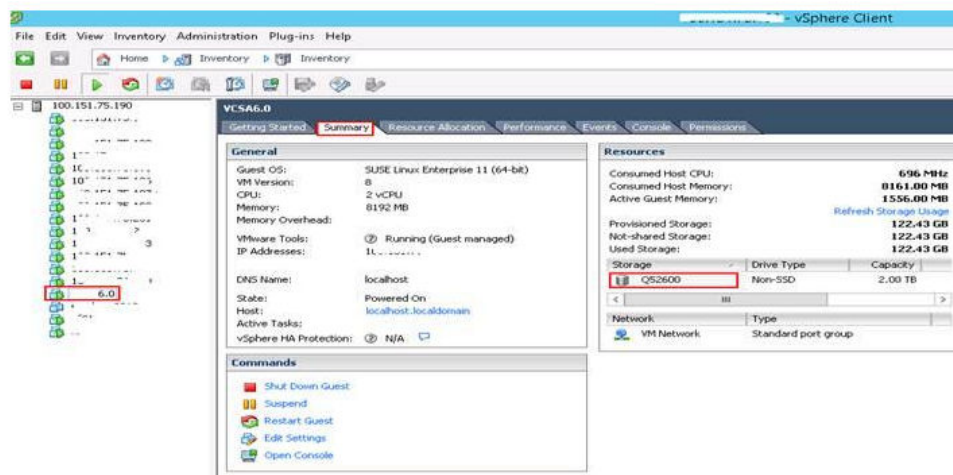 - vSphere Client
File Edit View Inventory Administration Plug-ins Help
Home Inventory Inventory
100.151.75.190
6.0
VCSA6.0
Getting Started Summary Resource Allocation Performance Events Console Permissions
General
Guest OS: SUSE Linux Enterprise 11 (64-bit)
VM Version: 8
CPU: 2 vCPU
Memory: 8192 MB
Memory Overhead:
VMware Tools: Running (Guest managed)
IP Addresses:
DNS Name: localhost
State: Powered On
Host: localhost.localdomain
Active Tasks:
vSphere HA Protection: N/A
Commands
Shut Down Guest
Suspend
Restart Guest
Edit Settings
Open Console
Resources
Consumed Host CPU: 696 MHz
Consumed Host Memory: 8161.00 MB
Active Guest Memory: 1556.00 MB
Refresh Storage Usage
Provisioned Storage: 122.43 GB
Not-shared Storage: 122.43 GB
Used Storage: 122.43 GB
Storage Drive Type Capacity
QS2600 Non-SSD 2.00 TB
Network Type
VM Network Standard port group